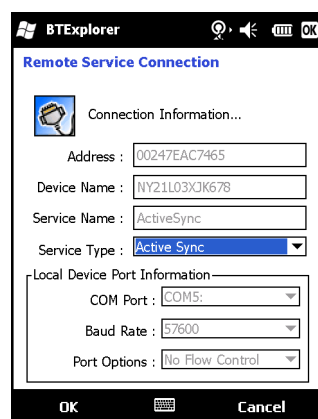 BTExplorer
OK
Remote Service Connection
Connection Information...
Address : 00247EAC7465
Device Name : NY21L03XJK678
Service Name : ActiveSync
Service Type : Active Sync
Local Device Port Information
COM Port : COM5:
Baud Rate : 57600
Port Options : No Flow Control
OK Cancel